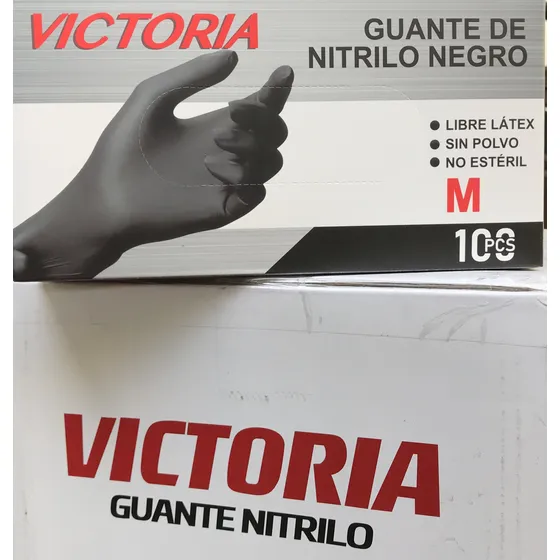 VICTORIA
GUANTE DE
NITRILO NEGRO
LIBRE LÁTEX
SIN POLVO
NO ESTÉRIL
M
100 PCS
VICTORIA
GUANTE NITRILO